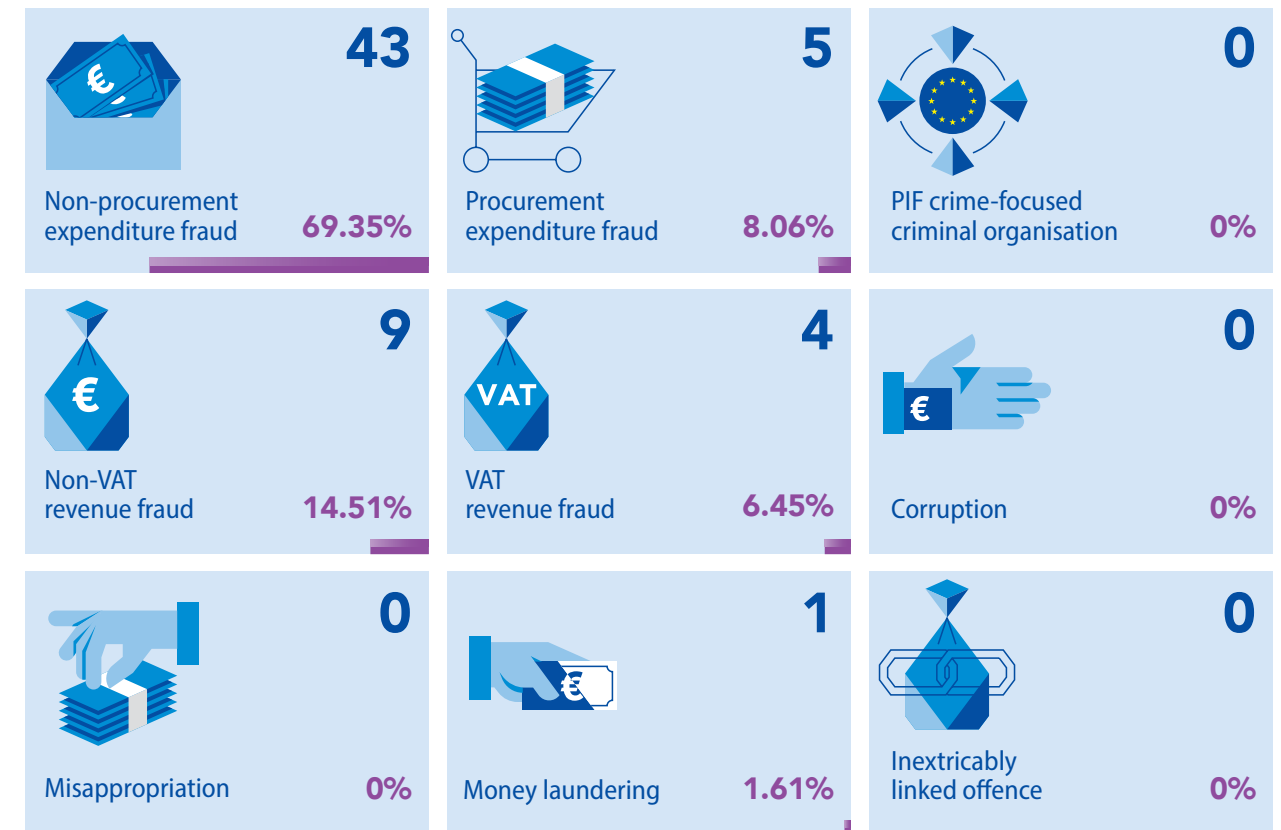 43
€
Non-procurement
expenditure fraud
69.35%
5
Procurement
expenditure fraud
8.06%
0
PIF crime-focused
criminal organisation
0%
9
€
Non-VAT
revenue fraud
14.51%
4
VAT
VAT
revenue fraud
6.45%
0
€
Corruption
0%
0
Misappropriation
0%
1
€
Money laundering
1.61%
0
Inextricably
linked offence
0%